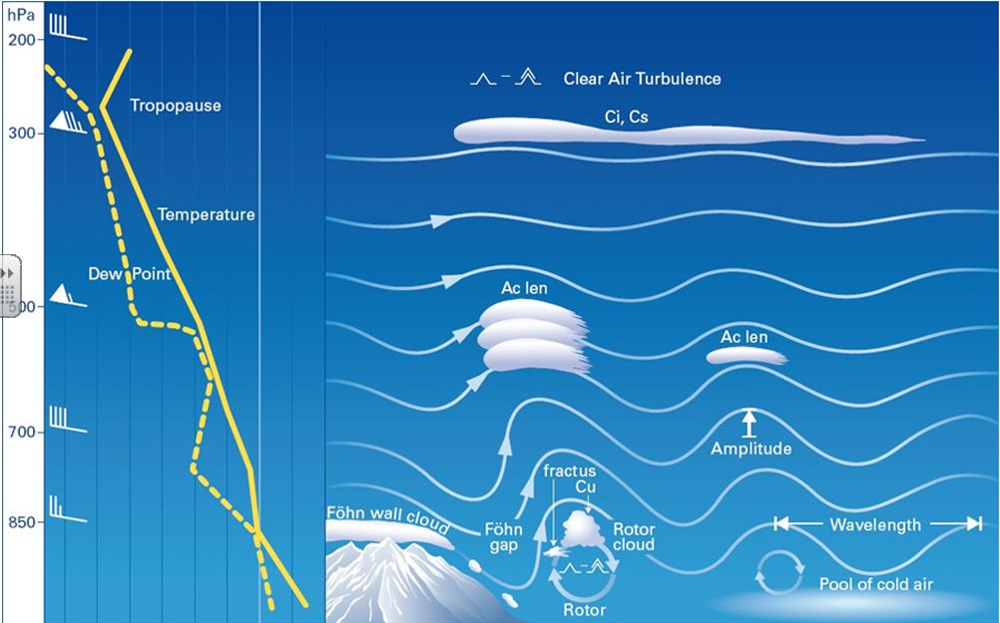 hPa
200
Tropopause
300
Temperature
Dew Point
500
700
850
Clear Air Turbulence
Ci, Cs
Ac len
Ac len
Amplitude
fractus
Cu
Föhn wall cloud
Föhn
gap
Rotor
cloud
Wavelength
Pool of cold air
Rotor